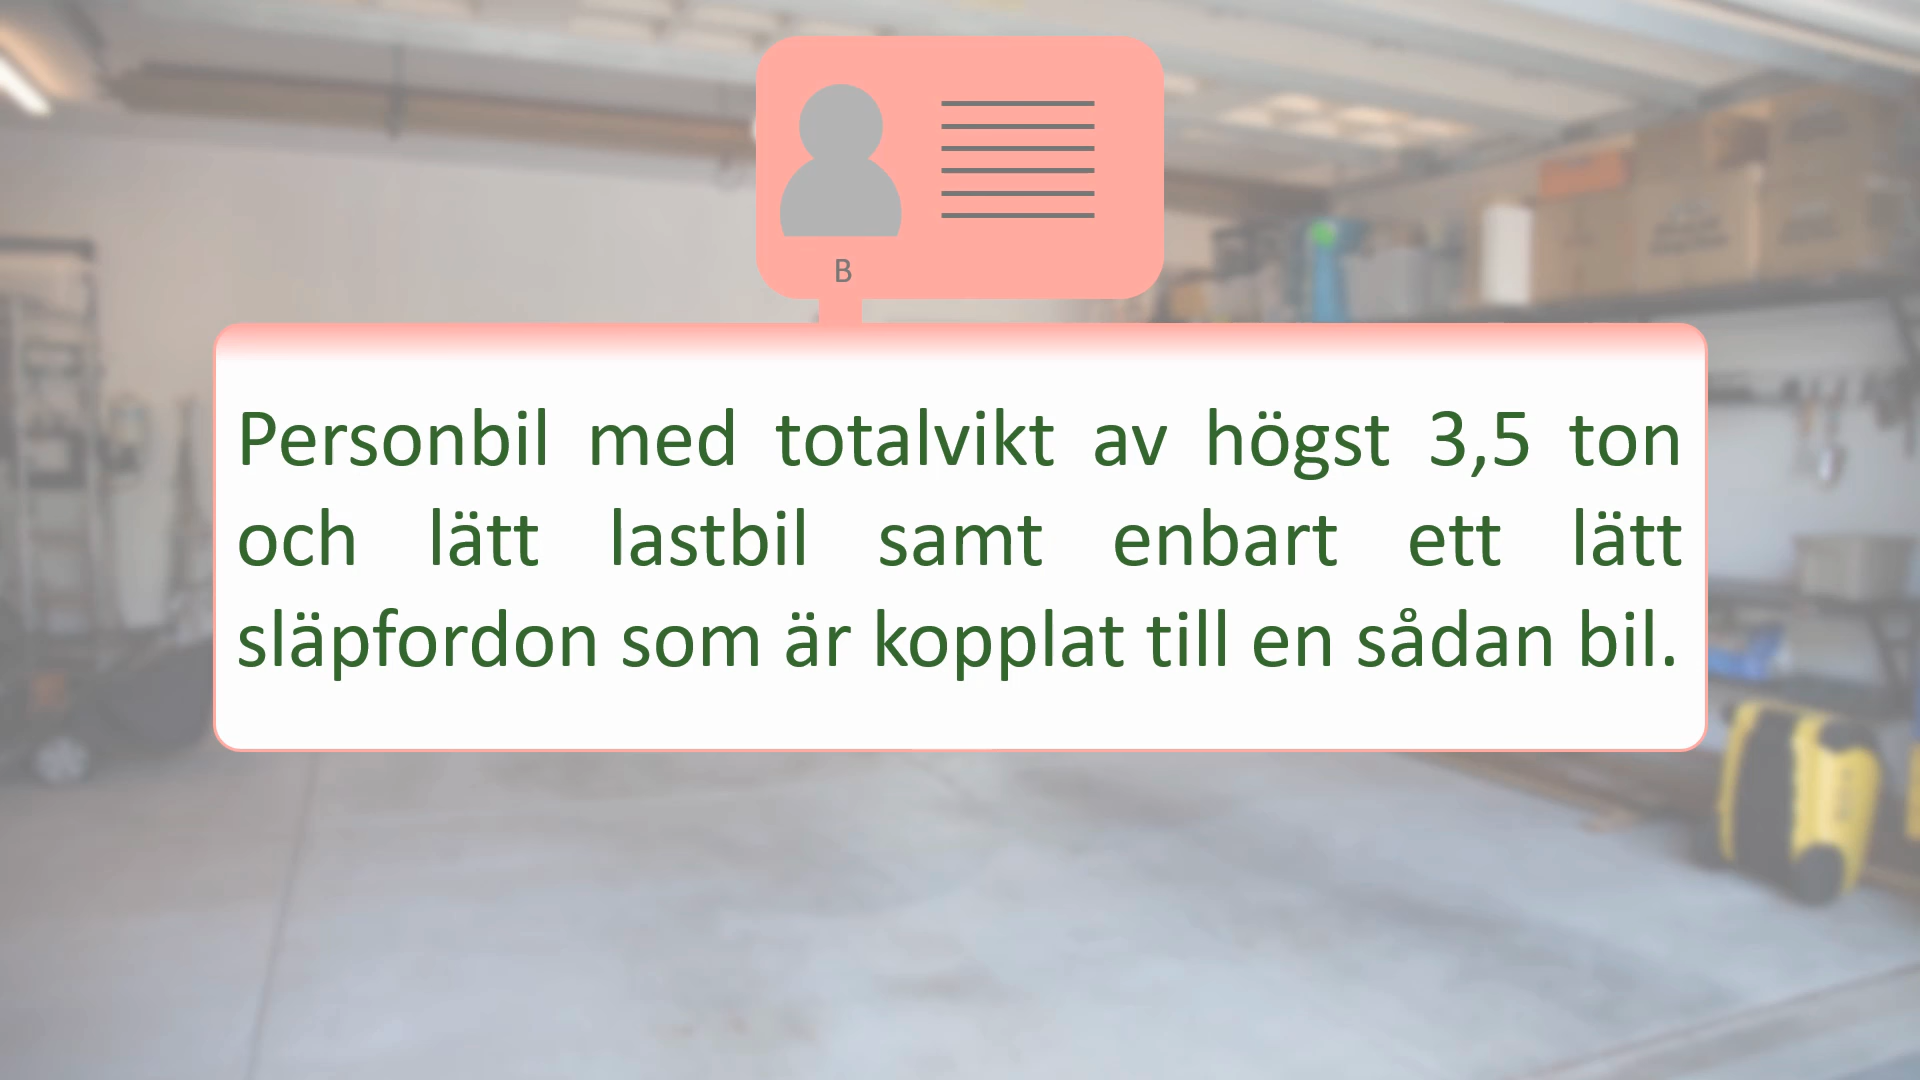 B
Personbil med totalvikt av högst 3,5 ton
och lätt lastbil samt enbart ett lätt
släpfordon som är kopplat till en sådan bil.